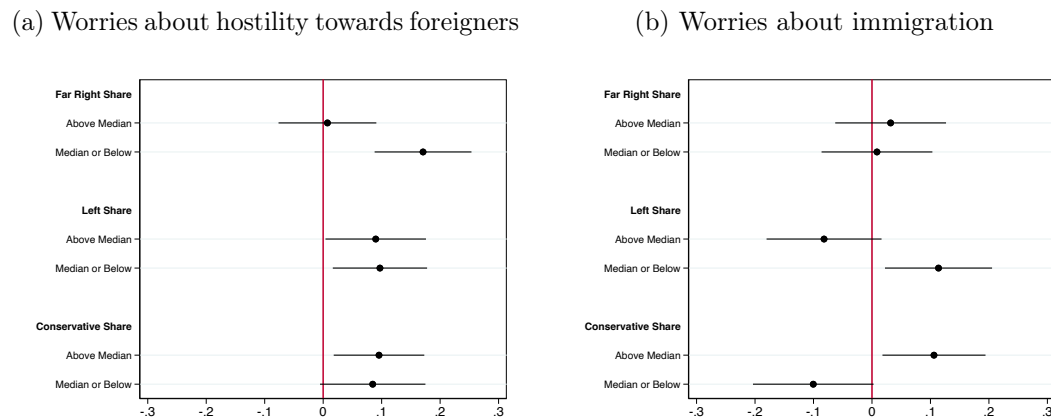 (a) Worries about hostility towards foreigners
Far Right Share
Above Median
Median or Below
Left Share
Above Median
Median or Below
Conservative Share
Above Median
Median or Below
-.3 -.2 -.1 0 .1 .2 .3
(b) Worries about immigration
Far Right Share
Above Median
Median or Below
Left Share
Above Median
Median or Below
Conservative Share
Above Median
Median or Below
-.3 -.2 -.1 0 .1 .2 .3